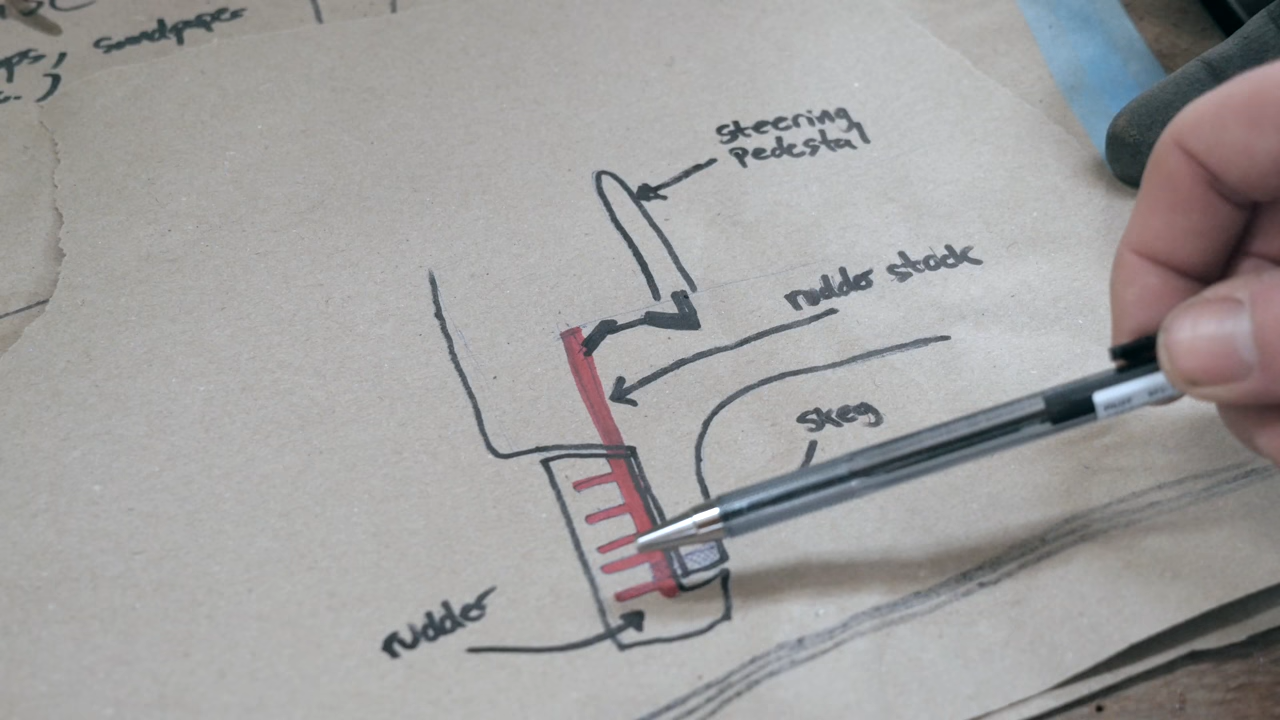 sandpaper
steering
pedestal
rudder stock
skeg
rudder